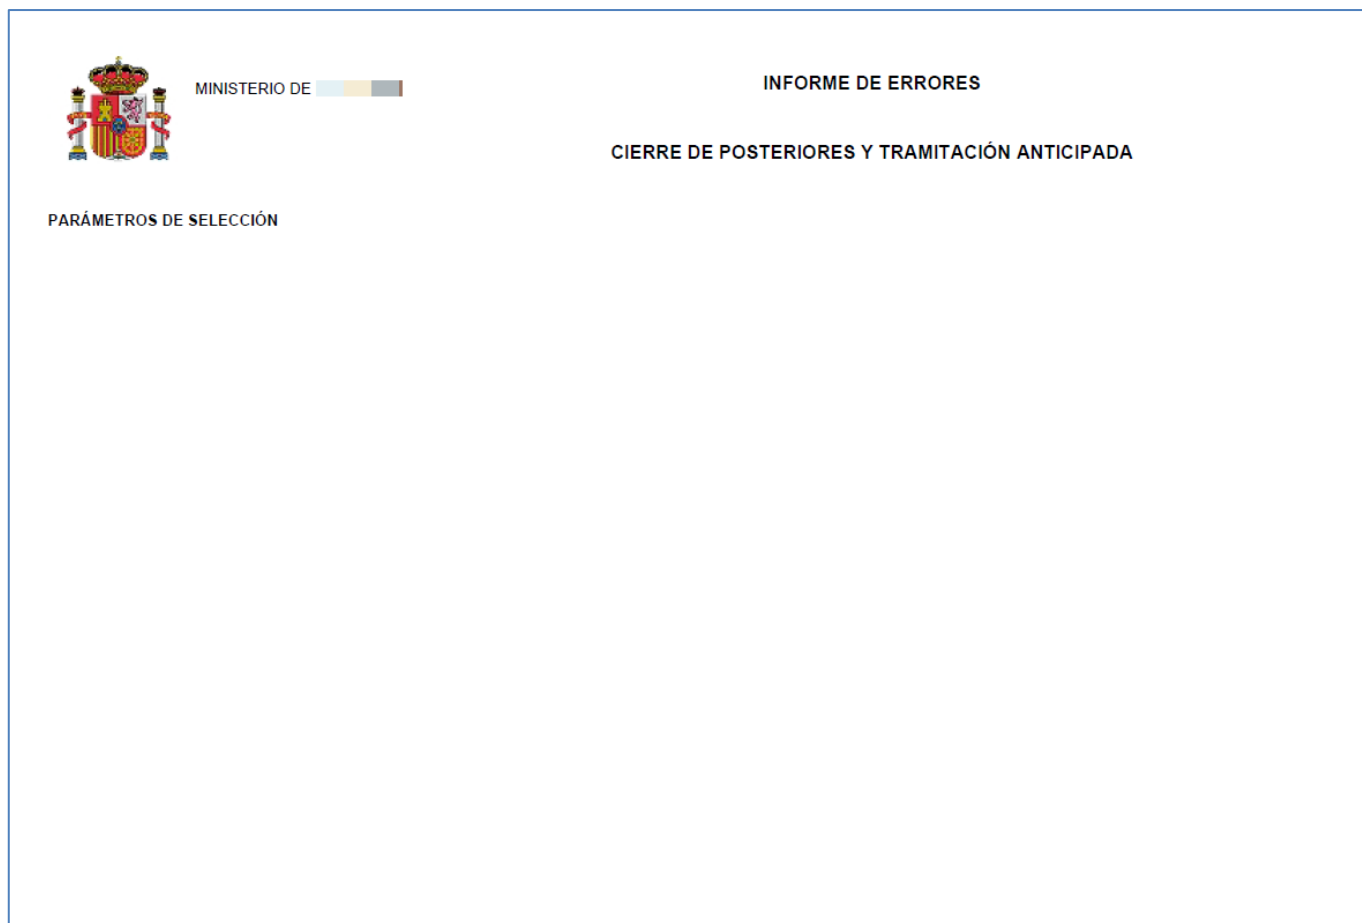 MINISTERIO DE
INFORME DE ERRORES
CIERRE DE POSTERIORES Y TRAMITACIÓN ANTICIPADA
PARÁMETROS DE SELECCIÓN